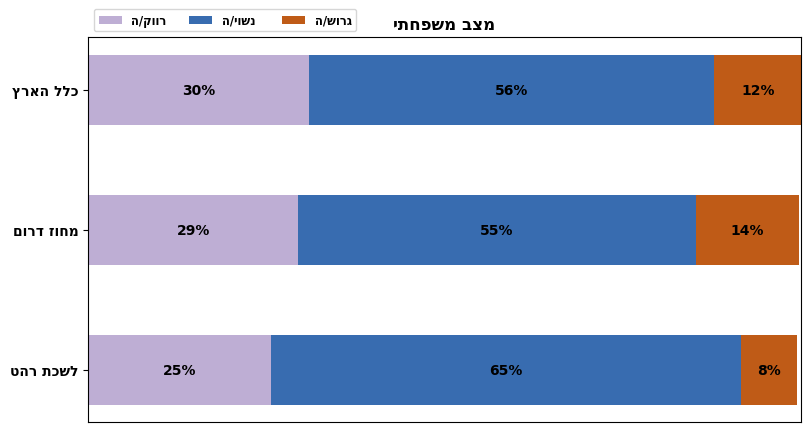 מצב משפחתי
רווק/ה
נשוי/ה
גרוש/ה
כלל הארץ
30% 56% 12%
מחוז דרום
29% 55% 14%
לשכת רהט
25% 65% 8%